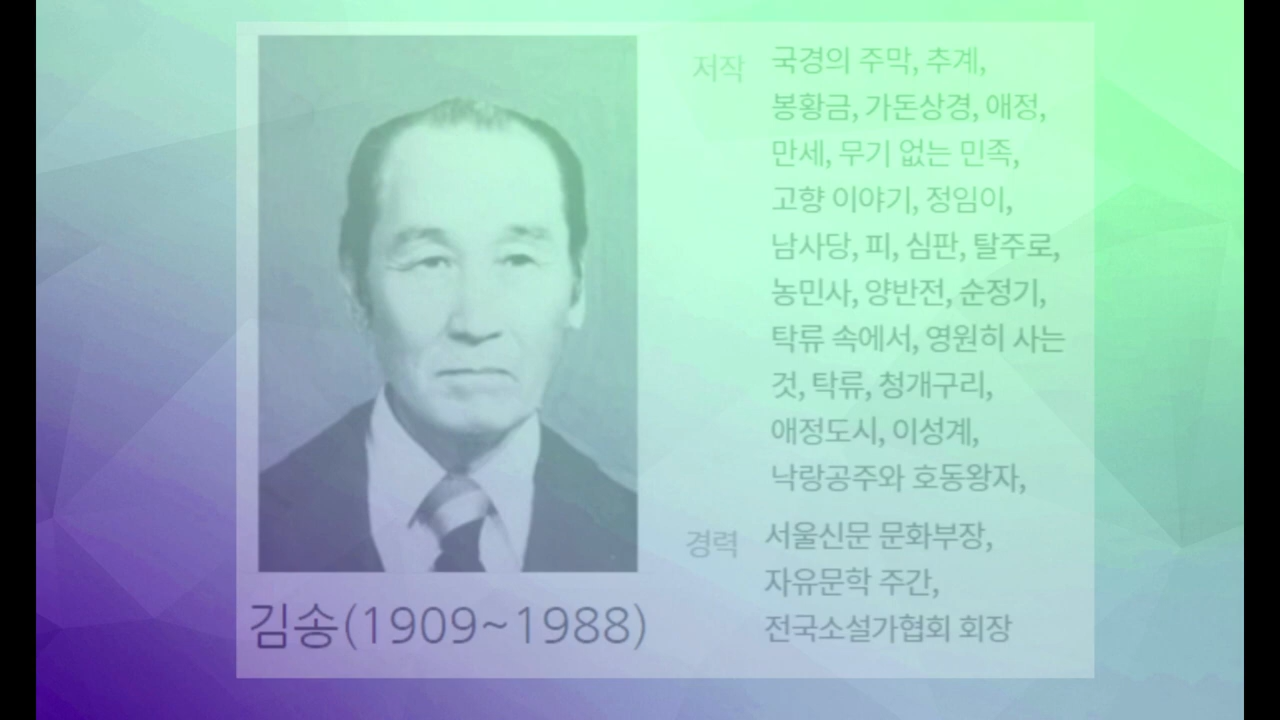 저작
국경의 주막, 추계,
봉황금, 가돈상경, 애정,
만세, 무기 없는 민족,
고향 이야기, 정임이,
남사당, 피, 심판, 탈주로,
농민사, 양반전, 순정기,
탁류 속에서, 영원히 사는
것, 탁류, 청개구리,
애정도시, 이성계,
낙랑공주와 호동왕자,
경력
서울신문 문화부장,
자유문학 주간,
전국소설가협회 회장
김송(1909~1988)